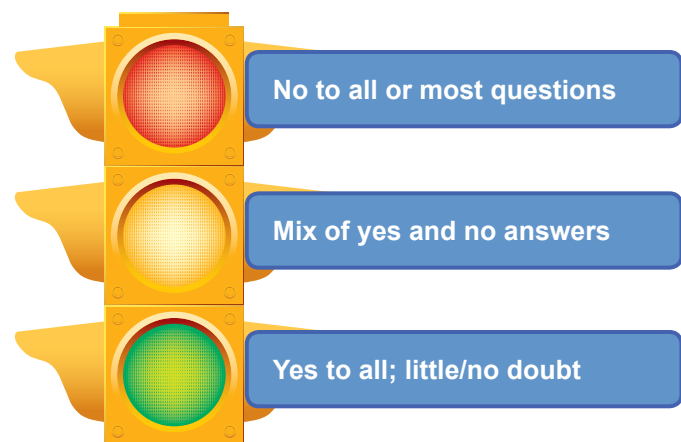 No to all or most questions
Mix of yes and no answers
Yes to all; little/no doubt